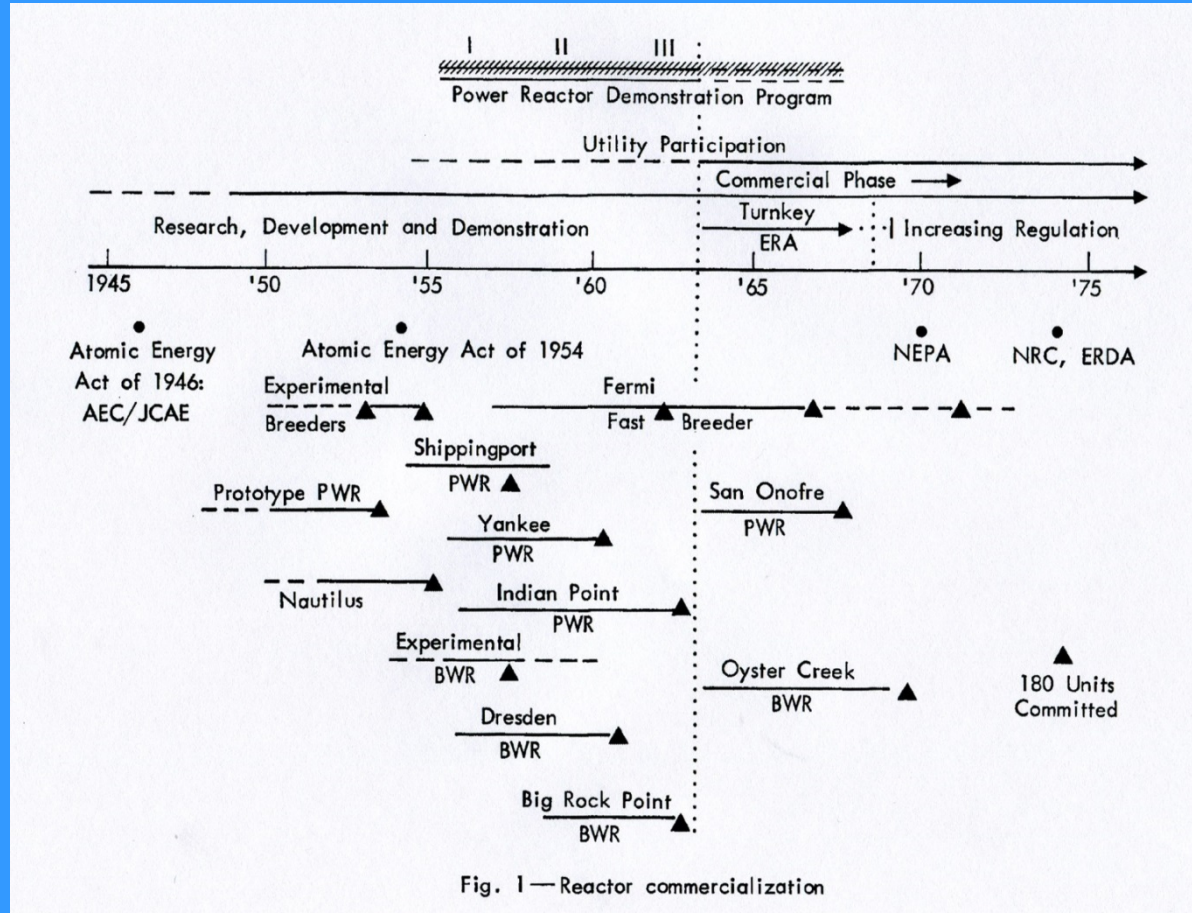 I II III
Power Reactor Demonstration Program
Utility Participation
Commercial Phase
Research, Development and Demonstration
Turnkey
ERA
Increasing Regulation
1945 '50 '55 '60 '65 '70 '75
Atomic Energy
Act of 1946:
AEC/JCAE
Atomic Energy Act of 1954
NEPA
NRC, ERDA
Experimental
Breeders
Fermi
Fast Breeder
Shippingport
PWR
Prototype PWR
San Onofre
PWR
Yankee
PWR
Nautilus
Indian Point
PWR
Experimental
BWR
Oyster Creek
BWR
180 Units
Committed
Dresden
BWR
Big Rock Point
BWR
Fig. 1—Reactor commercialization